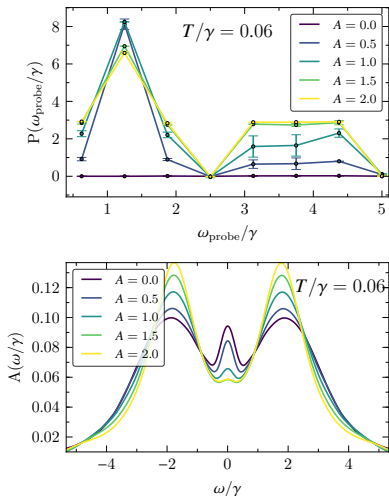 T/γ = 0.06
A = 0.0
A = 0.5
A = 1.0
A = 1.5
A = 2.0
P(ω_probe/γ)
8
6
4
2
0
1 2 3 4 5
ω_probe/γ
T/γ = 0.06
A = 0.0
A = 0.5
A = 1.0
A = 1.5
A = 2.0
A(ω/γ)
0.12
0.10
0.08
0.06
0.04
0.02
−4 −2 0 2 4
ω/γ